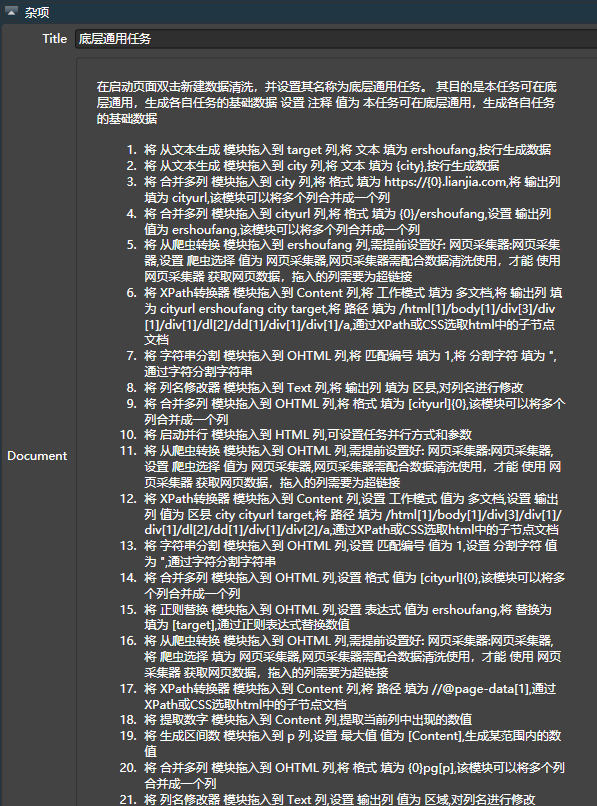 杂项
Title 底层通用任务
在启动页面双击新建数据清洗，并设置其名称为底层通用任务。 其目的是本任务可在底
层通用，生成各自任务的基础数据 设置 注释 值为 本任务可在底层通用，生成各自任务
的基础数据
1. 将 从文本生成 模块拖入到 target 列,将 文本 填为 ershoufang,按行生成数据
2. 将 从文本生成 模块拖入到 city 列,将 文本 填为 {city},按行生成数据
3. 将 合并多列 模块拖入到 city 列,将 格式 填为 https://{0}.lianjia.com,将 输出列
填为 cityurl,该模块可以将多个列合并成一个列
4. 将 合并多列 模块拖入到 cityurl 列,将 格式 填为 {0}/ershoufang,设置 输出列
值为 ershoufang,该模块可以将多个列合并成一个列
5. 将 从爬虫转换 模块拖入到 ershoufang 列,需提前设置好: 网页采集器:网页采集
器,设置 爬虫选择 值为 网页采集器,网页采集器需配合数据清洗使用，才能 使用
网页采集器 获取网页数据，拖入的列需要为超链接
6. 将 XPath转换器 模块拖入到 Content 列,将 工作模式 填为 多文档,将 输出列 填
为 cityurl ershoufang city target,将 路径 填为 /html[1]/body[1]/div[3]/div
[1]/div[1]/dl[2]/dd[1]/div[1]/div[1]/a,通过XPath或CSS选取html中的子节点
文档
7. 将 字符串分割 模块拖入到 OHTML 列,将 匹配编号 填为 1,将 分割字符 填为 ",
通过字符分割字符串
8. 将 列名修改器 模块拖入到 Text 列,将 输出列 填为 区县,对列名进行修改
9. 将 合并多列 模块拖入到 OHTML 列,将 格式 填为 [cityurl]{0},该模块可以将多个
列合并成一个列
10. 将 启动并行 模块拖入到 HTML 列,可设置任务并行方式和参数
Document
11. 将 从爬虫转换 模块拖入到 OHTML 列,需提前设置好: 网页采集器:网页采集器,
设置 爬虫选择 值为 网页采集器,网页采集器需配合数据清洗使用，才能 使用 网
页采集器 获取网页数据，拖入的列需要为超链接
12. 将 XPath转换器 模块拖入到 Content 列,设置 工作模式 值为 多文档,设置 输出
列 值为 区县 city cityurl target,将 路径 填为 /html[1]/body[1]/div[3]/div[1]/
div[1]/dl[2]/dd[1]/div[1]/div[2]/a,通过XPath或CSS选取html中的子节点文档
13. 将 字符串分割 模块拖入到 OHTML 列,设置 匹配编号 值为 1,设置 分割字符 值
为 ",通过字符分割字符串
14. 将 合并多列 模块拖入到 OHTML 列,设置 格式 值为 [cityurl]{0},该模块可以将多
个列合并成一个列
15. 将 正则替换 模块拖入到 OHTML 列,设置 表达式 值为 ershoufang,将 替换为
填为 [target],通过正则表达式替换数值
16. 将 从爬虫转换 模块拖入到 OHTML 列,需提前设置好: 网页采集器:网页采集器,
将 爬虫选择 填为 网页采集器,网页采集器需配合数据清洗使用，才能 使用 网页
采集器 获取网页数据，拖入的列需要为超链接
17. 将 XPath转换器 模块拖入到 Content 列,将 路径 填为 //@page-data[1],通过
XPath或CSS选取html中的子节点文档
18. 将 提取数字 模块拖入到 Content 列,提取当前列中出现的数值
19. 将 生成区间数 模块拖入到 p 列,设置 最大值 值为 [Content],生成某范围内的数
值
20. 将 合并多列 模块拖入到 OHTML 列,将 格式 填为 {0}pg[p],该模块可以将多个列
合并成一个列
21. 将 列名修改器 模块拖入到 Text 列,设置 输出列 值为 区域,对列名进行修改